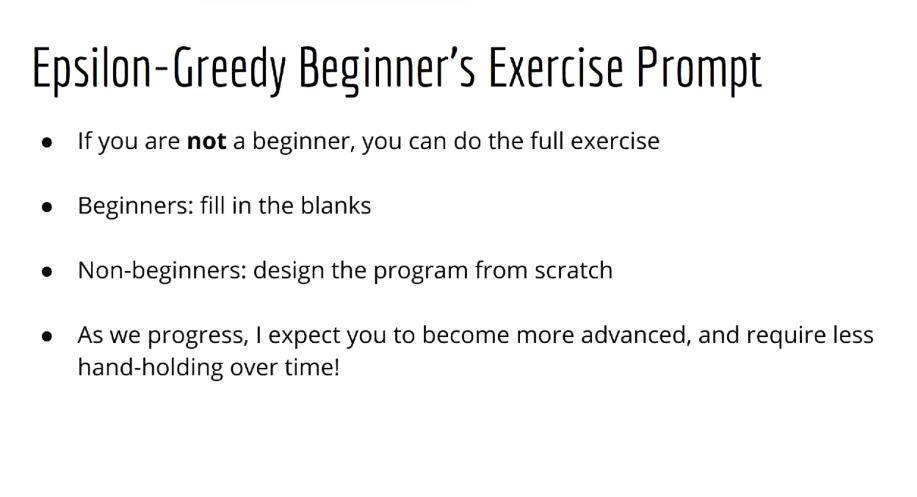 Epsilon-Greedy Beginner's Exercise Prompt
● If you are not a beginner, you can do the full exercise
● Beginners: fill in the blanks
● Non-beginners: design the program from scratch
● As we progress, I expect you to become more advanced, and require less
hand-holding over time!